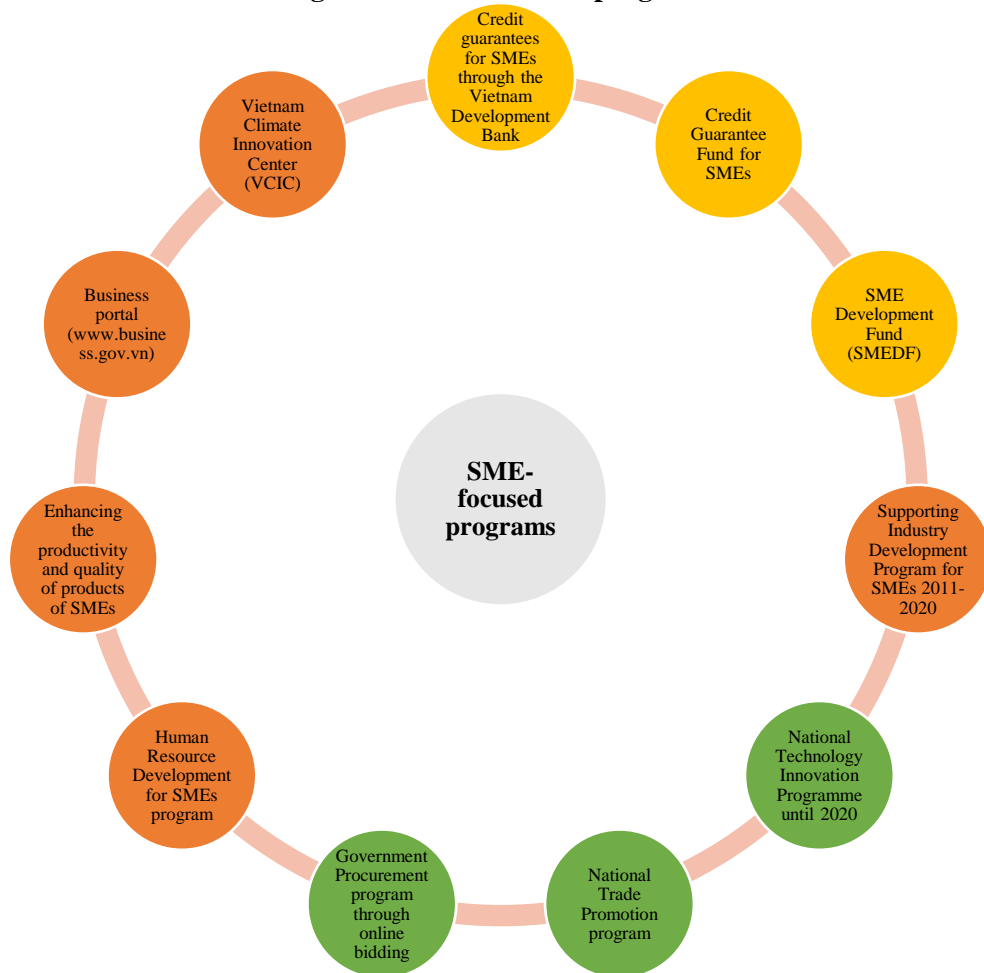 Credit
guarantees
for SMEs
through the
Vietnam
Development
Bank
Credit
Guarantee
Fund for
SMEs
SME
Development
Fund
(SMEDF)
Supporting
Industry
Development
Program for
SMEs 2011-
2020
National
Technology
Innovation
Programme
until 2020
National
Trade
Promotion
program
Government
Procurement
program
through
online
bidding
Human
Resource
Development
for SMEs
program
Enhancing
the
productivity
and quality
of products
of SMEs
Business
portal
(www.busine
ss.gov.vn)
Vietnam
Climate
Innovation
Center
(VCIC)
SME-
focused
programs